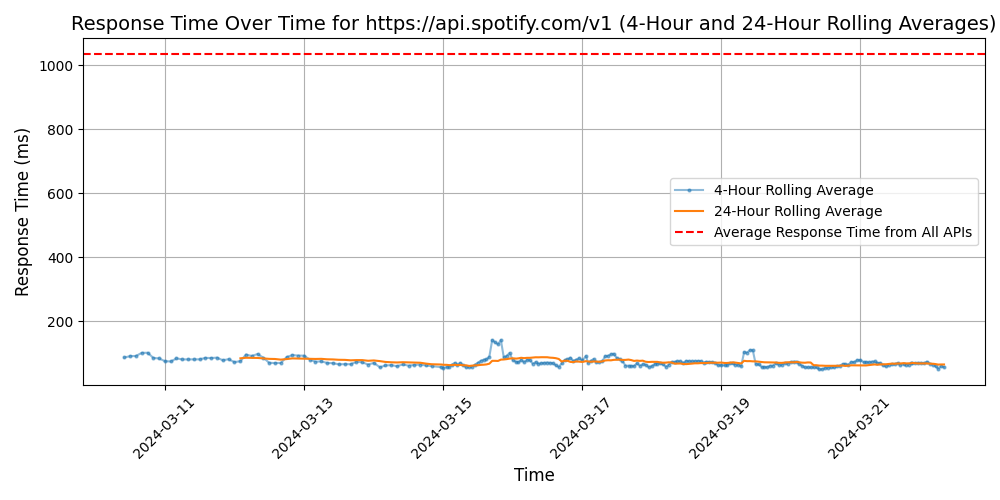 Response Time Over Time for https://api.spotify.com/v1 (4-Hour and 24-Hour Rolling Averages)
Response Time (ms)
1000
800
600
400
200
4-Hour Rolling Average
24-Hour Rolling Average
Average Response Time from All APIs
2024-03-11
2024-03-13
2024-03-15
2024-03-17
2024-03-19
2024-03-21
Time